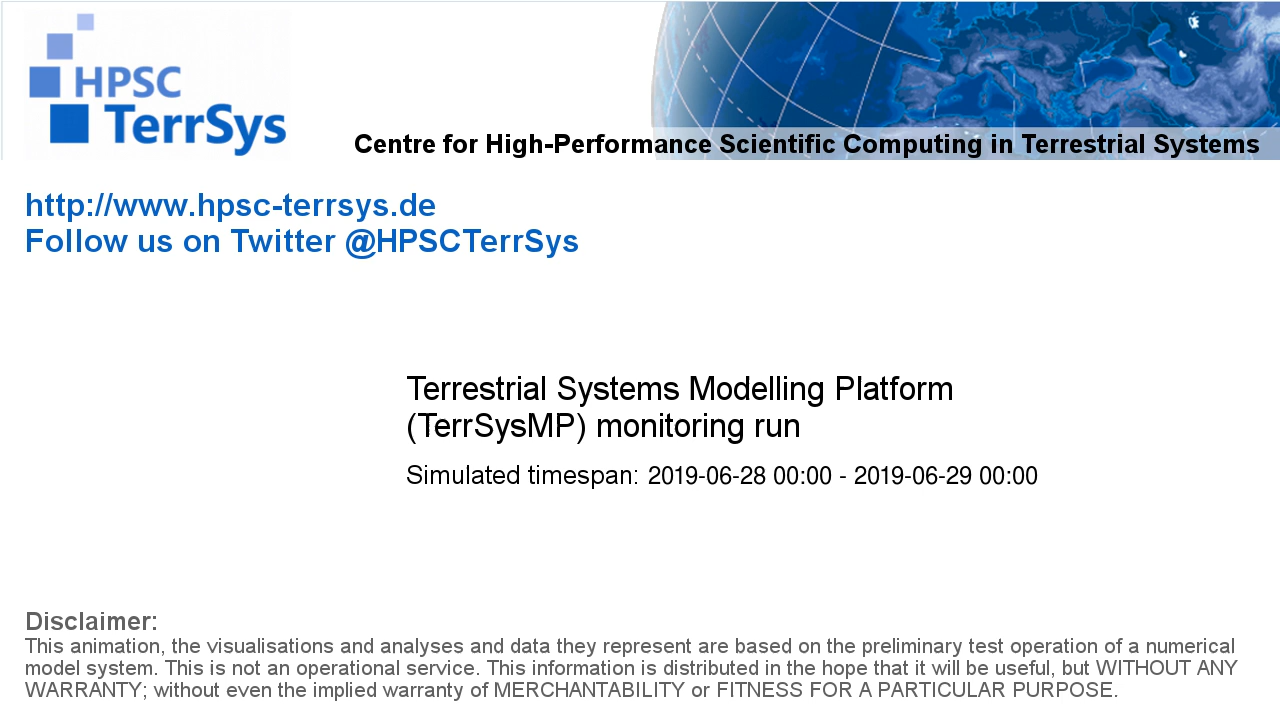 HPSC
TerrSys
Centre for High-Performance Scientific Computing in Terrestrial Systems
http://www.hpsc-terrsys.de
Follow us on Twitter @HPSCTerrSys
Terrestrial Systems Modelling Platform
(TerrSysMP) monitoring run
Simulated timespan: 2019-06-28 00:00 - 2019-06-29 00:00
Disclaimer:
This animation, the visualisations and analyses and data they represent are based on the preliminary test operation of a numerical
model system. This is not an operational service. This information is distributed in the hope that it will be useful, but WITHOUT ANY
WARRANTY; without even the implied warranty of MERCHANTABILITY or FITNESS FOR A PARTICULAR PURPOSE.